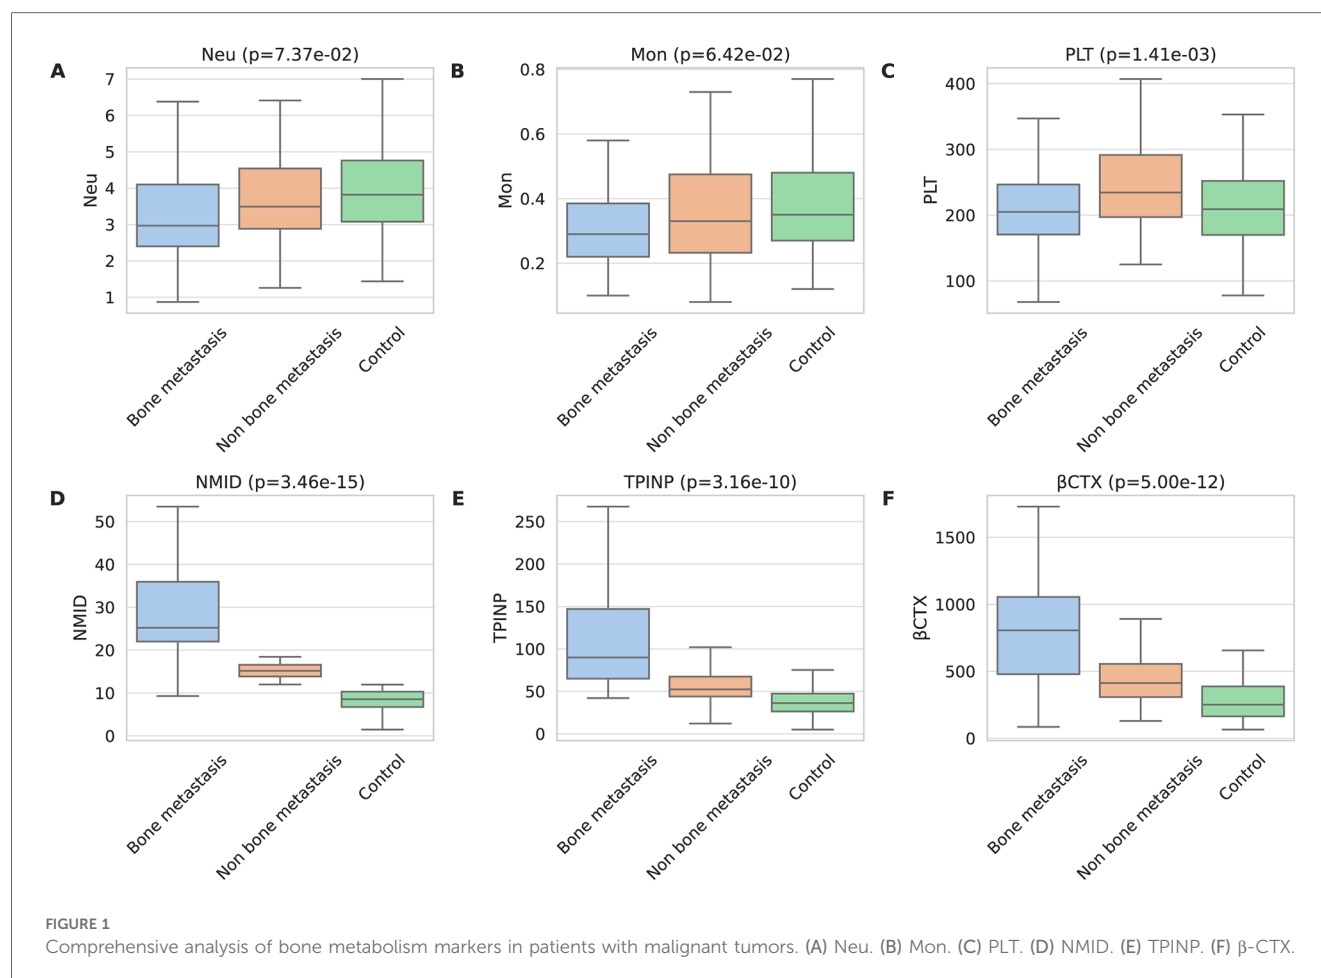 A
Neu (p=7.37e-02)
Neu
7
6
5
4
3
2
1
Bone metastasis
Non bone metastasis
Control
B
Mon (p=6.42e-02)
Mon
0.8
0.6
0.4
0.2
Bone metastasis
Non bone metastasis
Control
C
PLT (p=1.41e-03)
PLT
400
300
200
100
Bone metastasis
Non bone metastasis
Control
D
NMID (p=3.46e-15)
NMID
50
40
30
20
10
0
Bone metastasis
Non bone metastasis
Control
E
TPINP (p=3.16e-10)
TPINP
250
200
150
100
50
0
Bone metastasis
Non bone metastasis
Control
F
βCTX (p=5.00e-12)
βCTX
1500
1000
500
0
Bone metastasis
Non bone metastasis
Control
FIGURE 1
Comprehensive analysis of bone metabolism markers in patients with malignant tumors. (A) Neu. (B) Mon. (C) PLT. (D) NMID. (E) TPINP. (F) β-CTX.